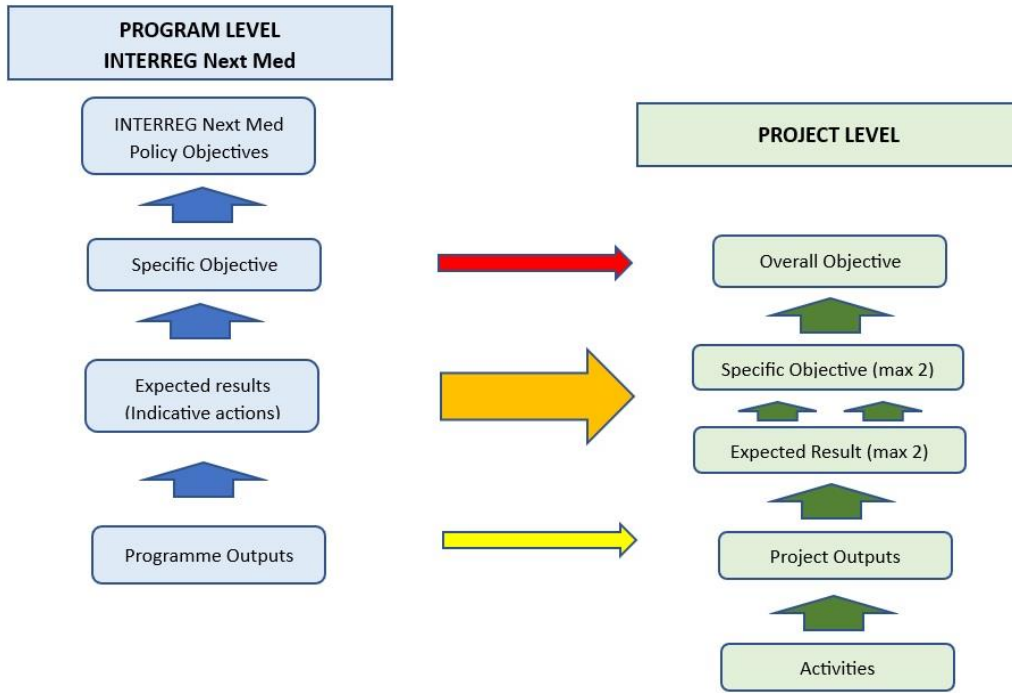 PROGRAM LEVEL
INTERREG Next Med
INTERREG Next Med
Policy Objectives
Specific Objective
Expected results
(Indicative actions)
Programme Outputs
PROJECT LEVEL
Overall Objective
Specific Objective (max 2)
Expected Result (max 2)
Project Outputs
Activities